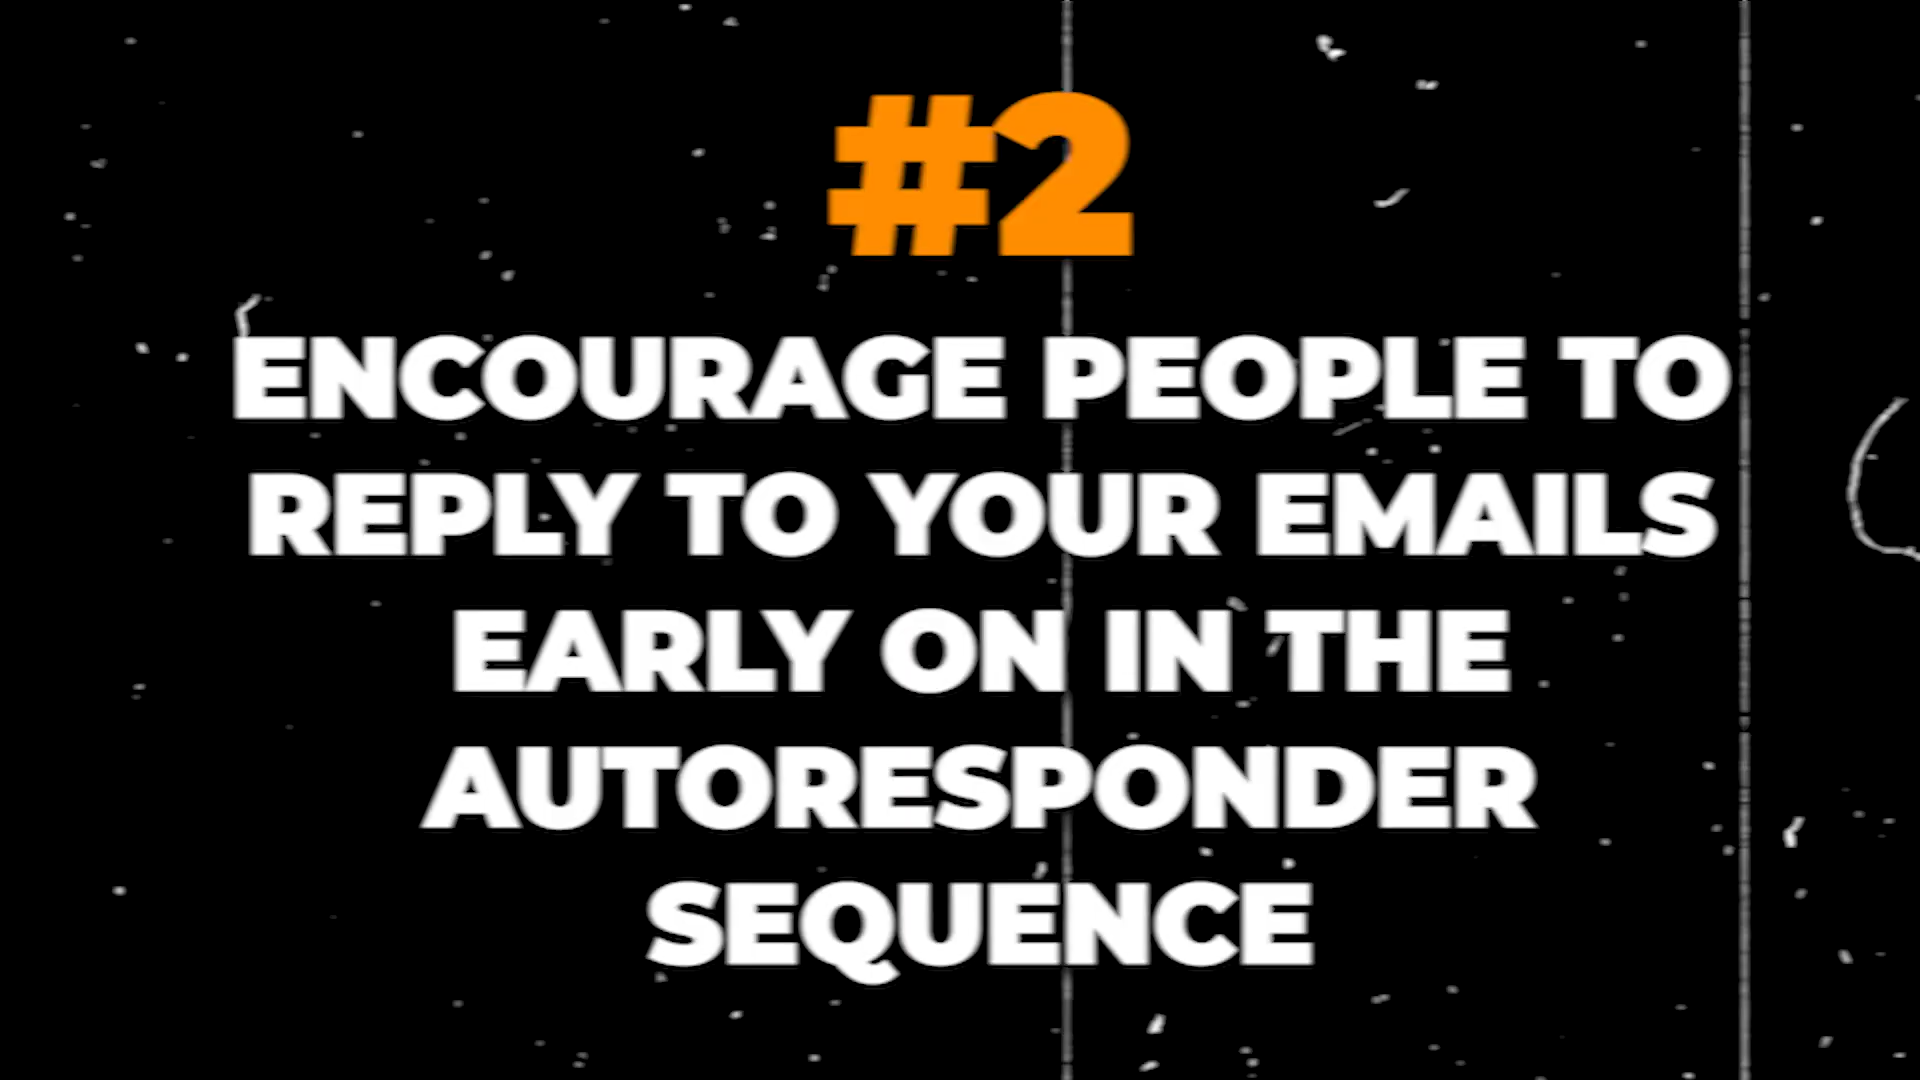 #2
ENCOURAGE PEOPLE TO
REPLY TO YOUR EMAILS
EARLY ON IN THE
AUTORESPONDER
SEQUENCE